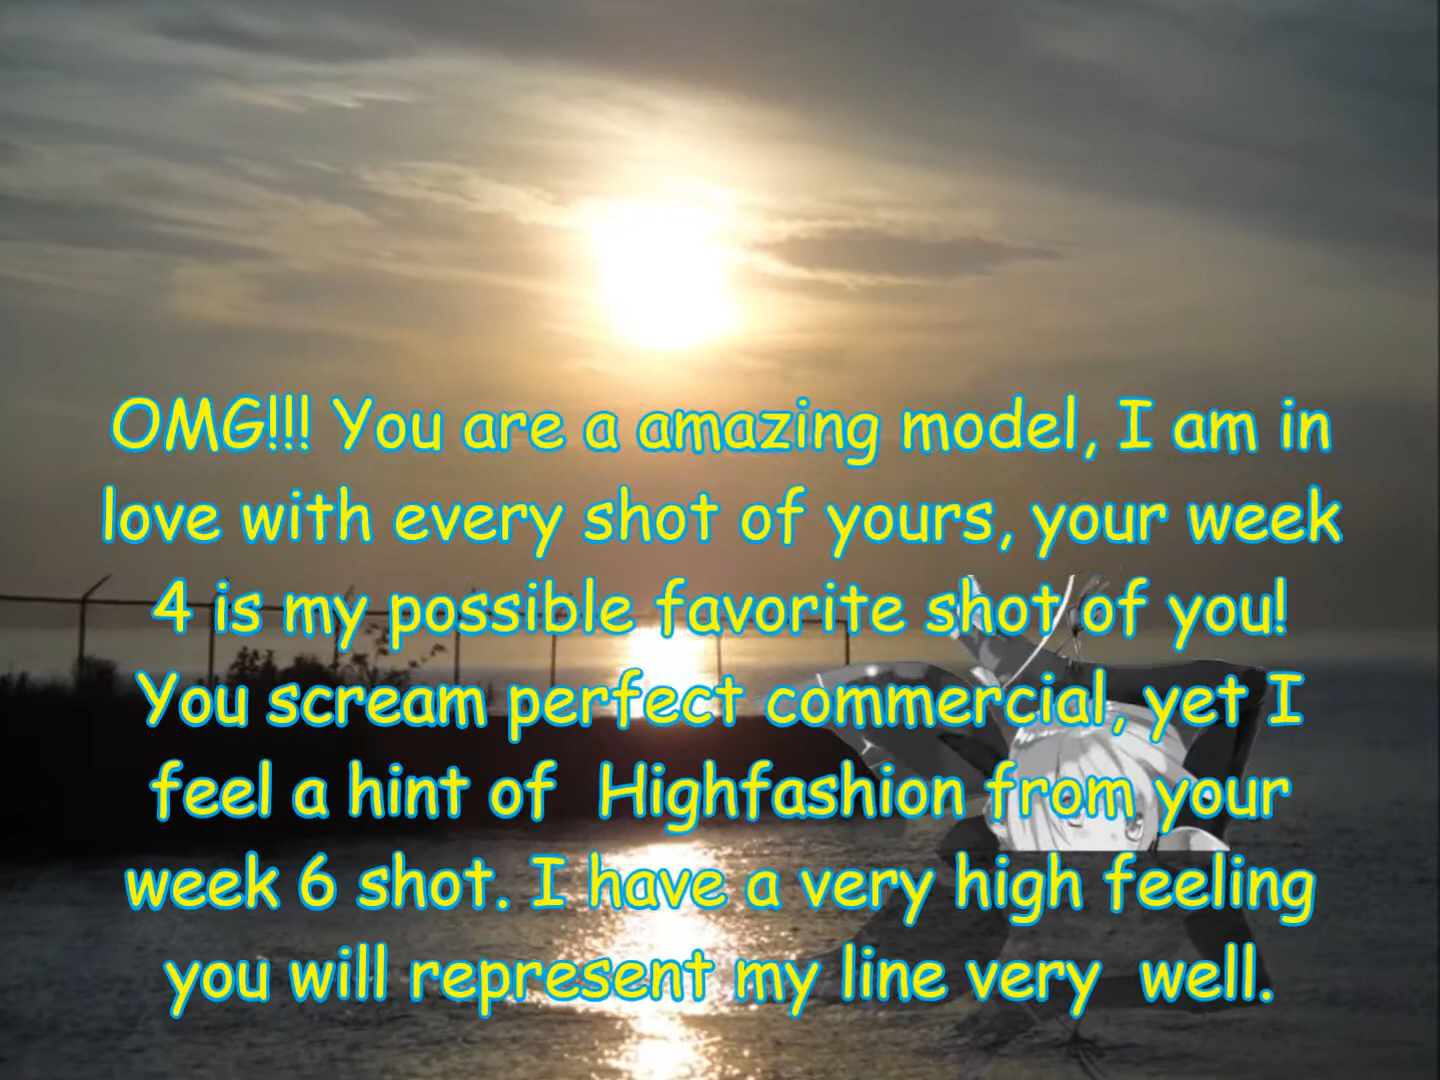 OMG!!! You are a amazing model, I am in
love with every shot of yours, your week
4 is my possible favorite shot of you!
You scream perfect commercial, yet I
feel a hint of  Highfashion from your
week 6 shot. I have a very high feeling
you will represent my line very  well.